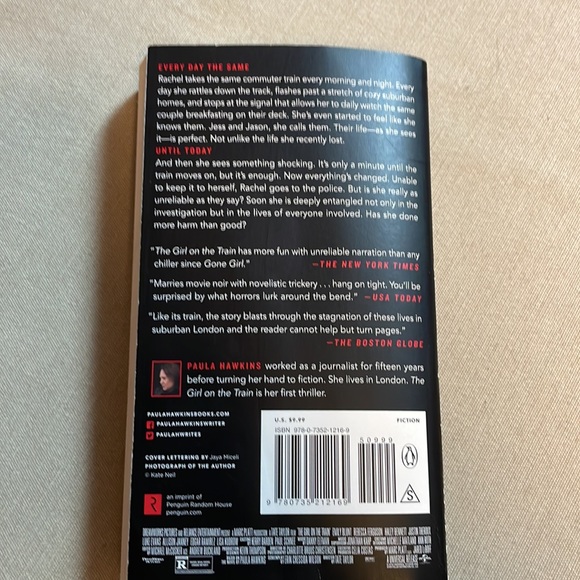 EVERY DAY THE SAME
Rachel takes the same commuter train every morning and night. Every
day she rattles down the track, flashes past a stretch of cozy suburban
homes, and stops at the signal that allows her to daily watch the same
couple breakfasting on their deck. She's even started to feel like she
knows them. Jess and Jason, she calls them. Their life—as she sees
it—is perfect. Not unlike the life she recently lost.
UNTIL TODAY
And then she sees something shocking. It's only a minute until the
train moves on, but it's enough. Now everything's changed. Unable
to keep it to herself, Rachel goes to the police. But is she really as
unreliable as they say? Soon she is deeply entangled not only in the
investigation but in the lives of everyone involved. Has she done
more harm than good?
"The Girl on the Train has more fun with unreliable narration than any
chiller since Gone Girl." —THE NEW YORK TIMES
"Marries movie noir with novelistic trickery . . . hang on tight. You'll be
surprised by what horrors lurk around the bend." —USA TODAY
"Like its train, the story blasts through the stagnation of these lives in
suburban London and the reader cannot help but turn pages."
—THE BOSTON GLOBE
PAULA HAWKINS worked as a journalist for fifteen years
before turning her hand to fiction. She lives in London. The
Girl on the Train is her first thriller.
PAULAHAWKINSBOOKS.COM
PAULAHAWKINSWRITER
PAULAHWRITES
COVER LETTERING BY Jaya Miceli
PHOTOGRAPH OF THE AUTHOR
© Kate Neil
an imprint of
Penguin Random House
penguin.com
U.S. $9.99 FICTION
ISBN 978-0-7352-1216-9
50999
9 780735 212169
S
R